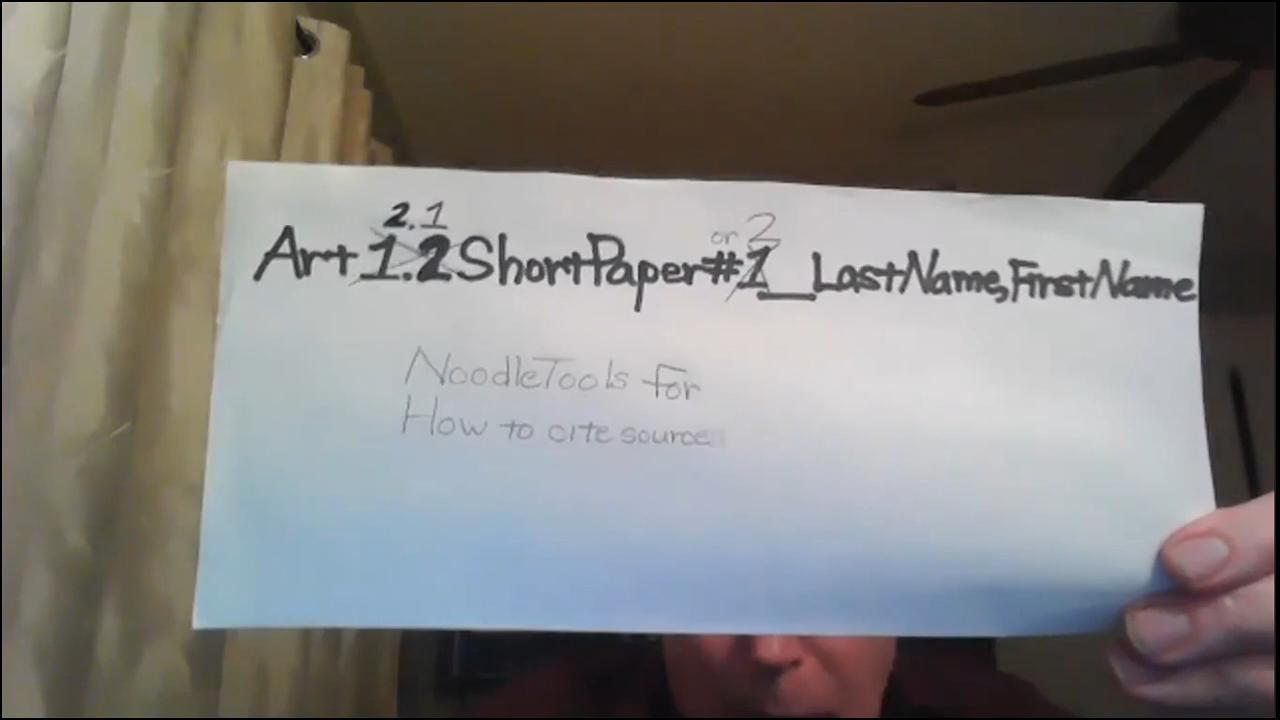 2.1
or 2
Art 1.2 ShortPaper#1_LastName,FirstName
NoodleTools for
How to cite source